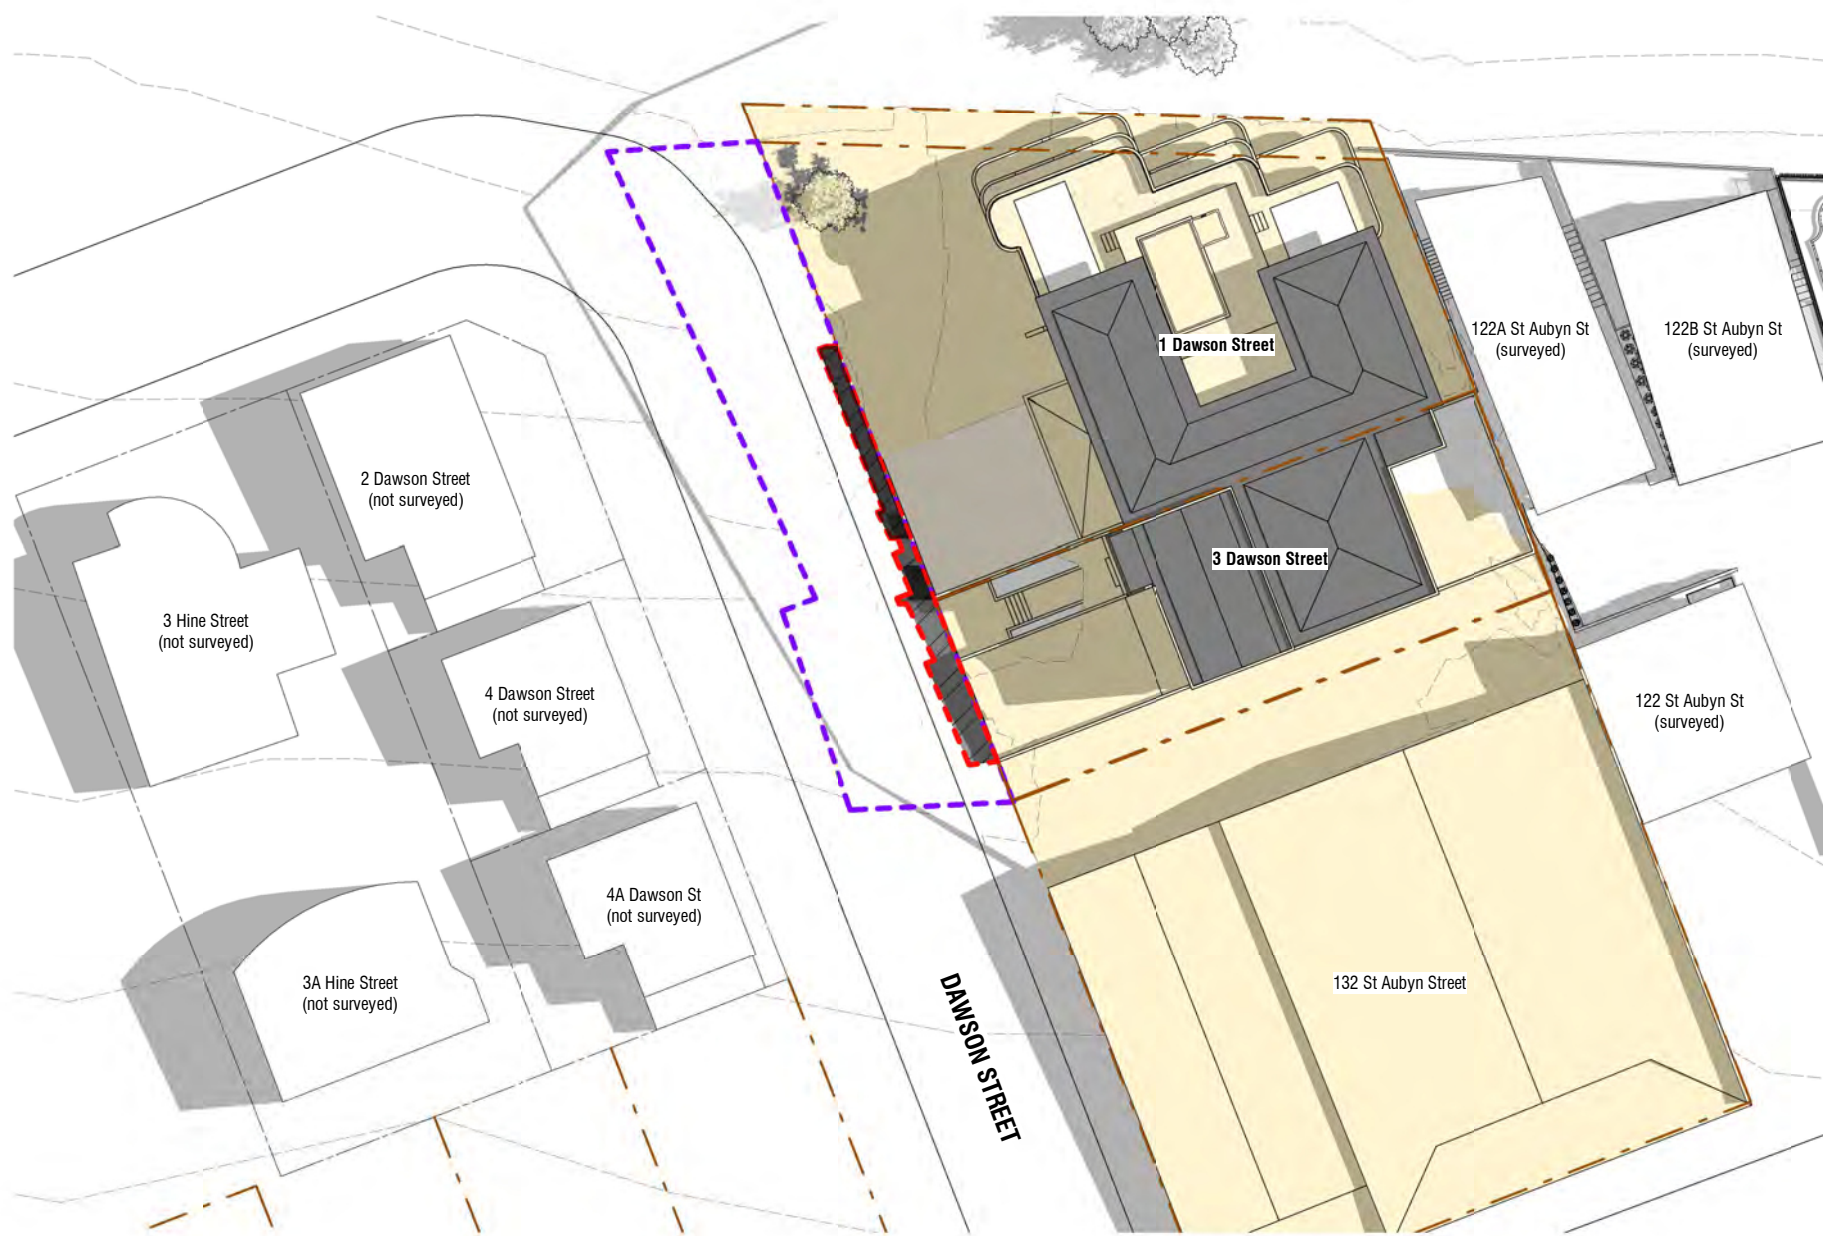 1 Dawson Street
122A St Aubyn St
(surveyed)
122B St Aubyn St
(surveyed)
2 Dawson Street
(not surveyed)
3 Dawson Street
3 Hine Street
(not surveyed)
4 Dawson Street
(not surveyed)
122 St Aubyn St
(surveyed)
4A Dawson St
(not surveyed)
3A Hine Street
(not surveyed)
132 St Aubyn Street
DAWSON STREET